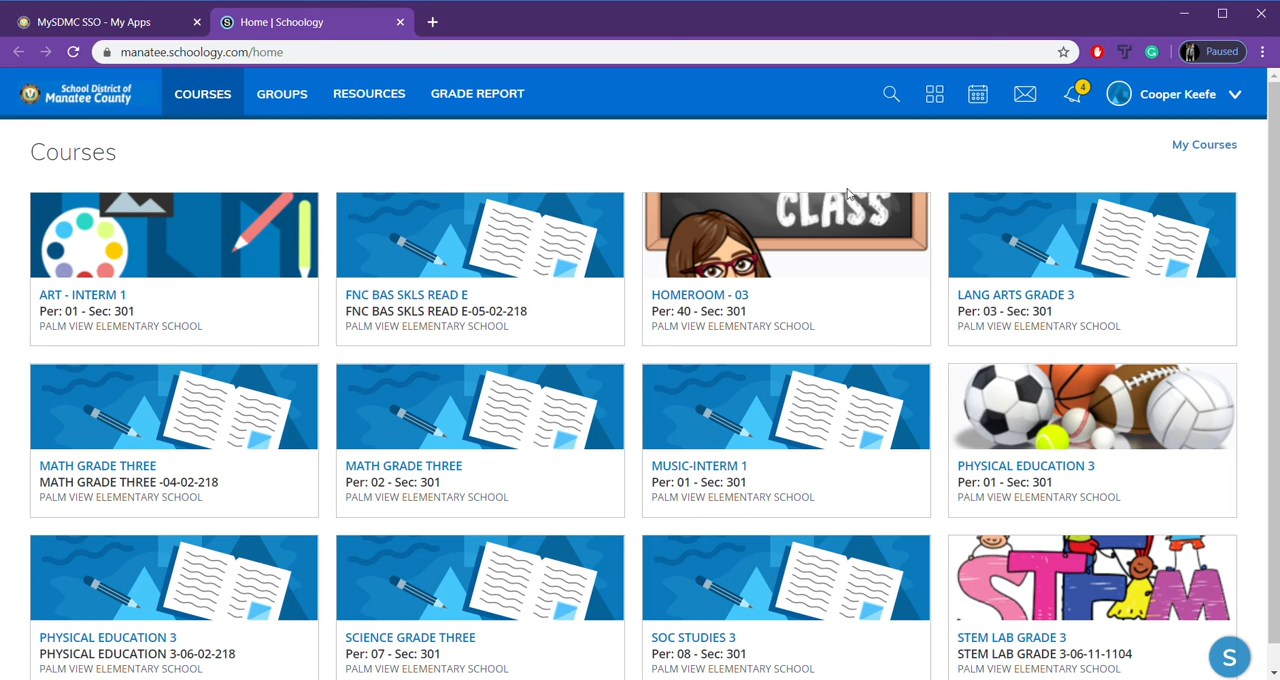 MySDMC SSO - My Apps
Home | Schoology
manatee.schoology.com/home
Paused
School District of
Manatee County
COURSES
GROUPS
RESOURCES
GRADE REPORT
4
Cooper Keefe
Courses
My Courses
CLASS
ART - INTERM 1
Per: 01 - Sec: 301
PALM VIEW ELEMENTARY SCHOOL
FNC BAS SKLS READ E
FNC BAS SKLS READ E-05-02-218
PALM VIEW ELEMENTARY SCHOOL
HOMEROOM - 03
Per: 40 - Sec: 301
PALM VIEW ELEMENTARY SCHOOL
LANG ARTS GRADE 3
Per: 03 - Sec: 301
PALM VIEW ELEMENTARY SCHOOL
MATH GRADE THREE
MATH GRADE THREE -04-02-218
PALM VIEW ELEMENTARY SCHOOL
MATH GRADE THREE
Per: 02 - Sec: 301
PALM VIEW ELEMENTARY SCHOOL
MUSIC-INTERM 1
Per: 01 - Sec: 301
PALM VIEW ELEMENTARY SCHOOL
PHYSICAL EDUCATION 3
Per: 01 - Sec: 301
PALM VIEW ELEMENTARY SCHOOL
PHYSICAL EDUCATION 3
PHYSICAL EDUCATION 3-06-02-218
PALM VIEW ELEMENTARY SCHOOL
SCIENCE GRADE THREE
Per: 07 - Sec: 301
PALM VIEW ELEMENTARY SCHOOL
SOC STUDIES 3
Per: 08 - Sec: 301
PALM VIEW ELEMENTARY SCHOOL
STEM
STEM LAB GRADE 3
STEM LAB GRADE 3-06-11-1104
PALM VIEW ELEMENTARY SCHOOL
S